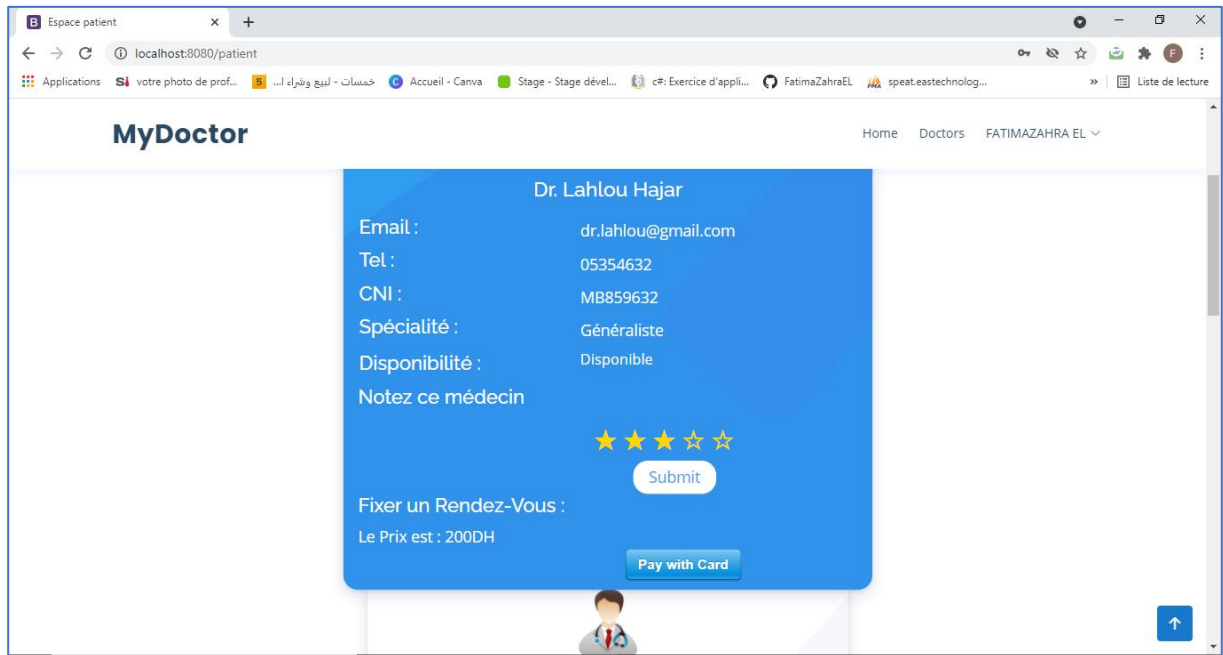 B Espace patient
localhost:8080/patient
F
Applications Si votre photo de prof... 5 خمسات - لبيع وشراء ا... C Accueil - Canva Stage - Stage dével... c#: Exercice d'appli... FatimaZahraEL speat.eastechnolog... » Liste de lecture
MyDoctor Home Doctors FATIMAZAHRA EL
Dr. Lahlou Hajar
Email : dr.lahlou@gmail.com
Tel : 05354632
CNI : MB859632
Spécialité : Généraliste
Disponibilité : Disponible
Notez ce médecin
Submit
Fixer un Rendez-Vous :
Le Prix est : 200DH
Pay with Card